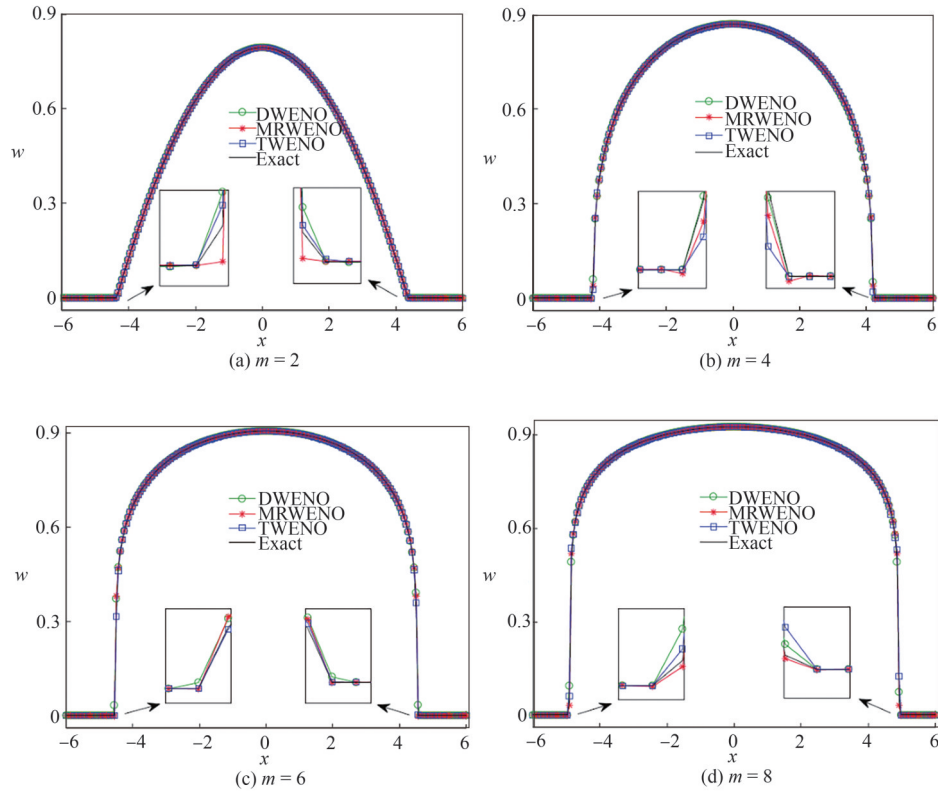 0.9
0.6
w
0.3
0
−6 −4 −2 0 2 4 6
x
DWENO
MRWENO
TWENO
Exact
(a) m = 2
0.9
0.6
w
0.3
0
−6 −4 −2 0 2 4 6
x
DWENO
MRWENO
TWENO
Exact
(b) m = 4
0.9
0.6
w
0.3
0
−6 −4 −2 0 2 4 6
x
DWENO
MRWENO
TWENO
Exact
(c) m = 6
0.9
0.6
w
0.3
0
−6 −4 −2 0 2 4 6
x
DWENO
MRWENO
TWENO
Exact
(d) m = 8